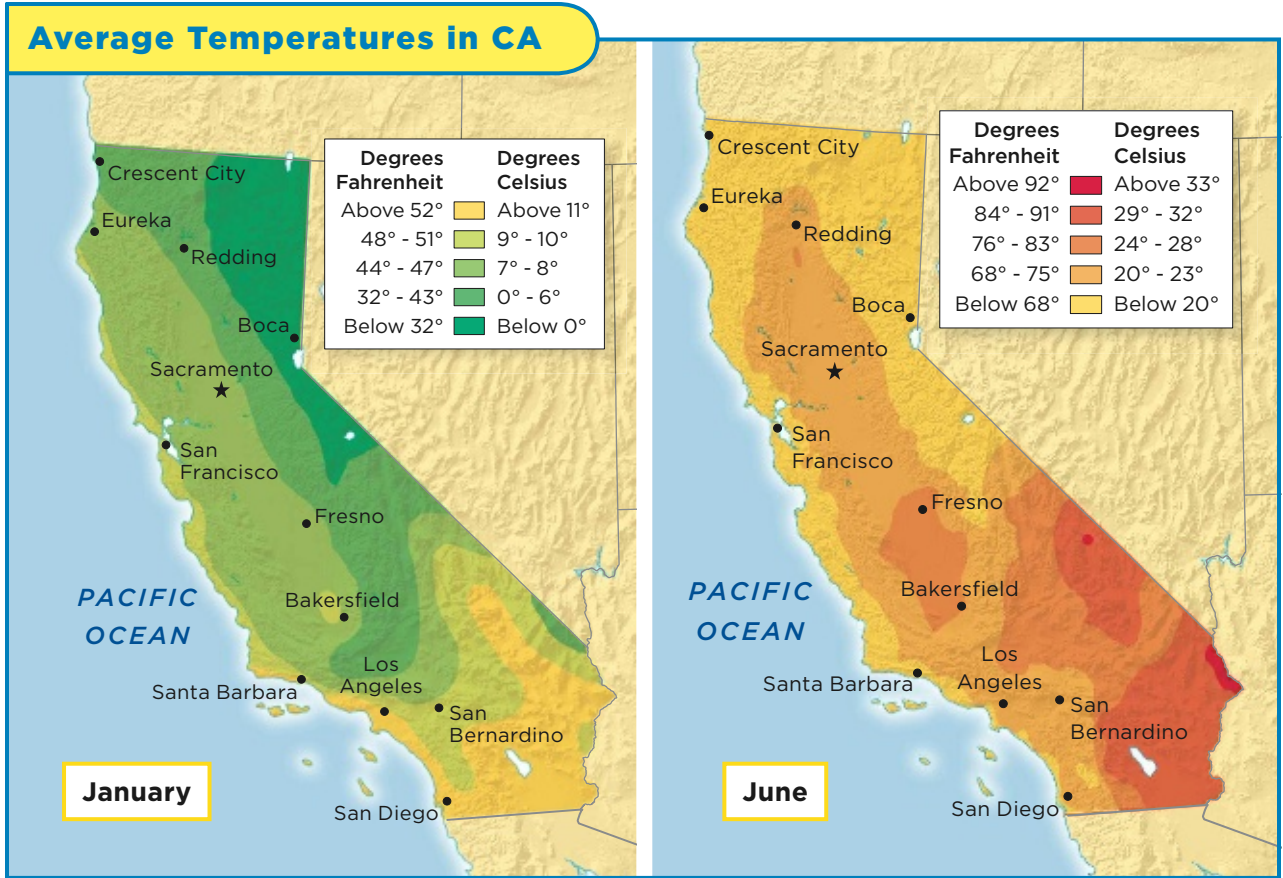 Average Temperatures in CA
Crescent City
Eureka
Redding
Boca
Sacramento
San
Francisco
Fresno
PACIFIC
OCEAN
Bakersfield
Los
Angeles
Santa Barbara
San
Bernardino
San Diego
January
Degrees Fahrenheit Degrees Celsius
Above 52° Above 11°
48° - 51° 9° - 10°
44° - 47° 7° - 8°
32° - 43° 0° - 6°
Below 32° Below 0°
Crescent City
Eureka
Redding
Boca
Sacramento
San
Francisco
Fresno
PACIFIC
OCEAN
Bakersfield
Los
Angeles
Santa Barbara
San
Bernardino
San Diego
June
Degrees Fahrenheit Degrees Celsius
Above 92° Above 33°
84° - 91° 29° - 32°
76° - 83° 24° - 28°
68° - 75° 20° - 23°
Below 68° Below 20°